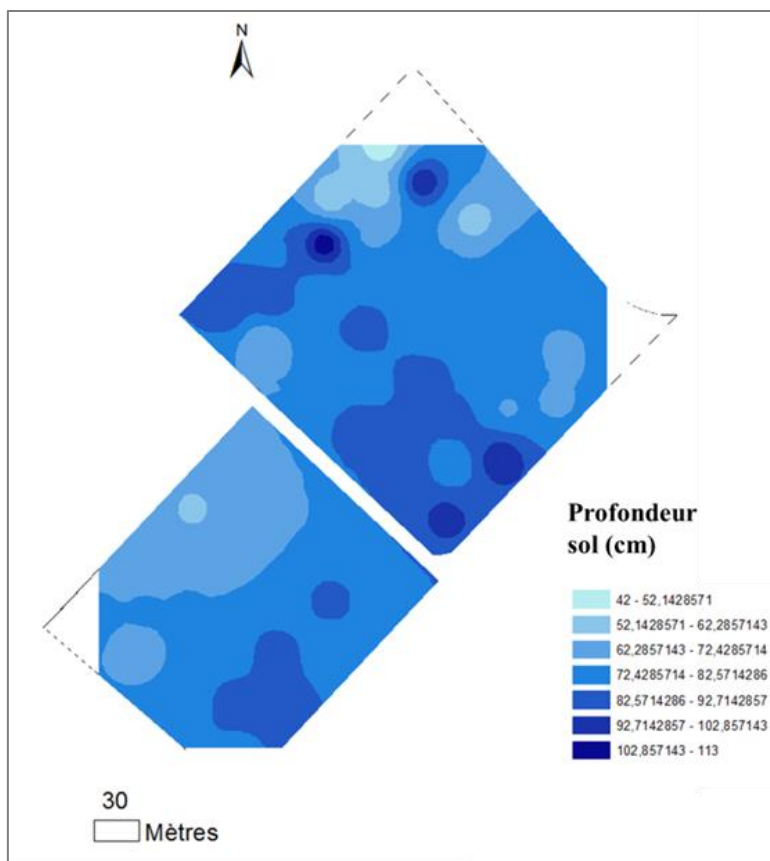 N
Profondeur
sol (cm)
42 - 52,1428571
52,1428571 - 62,2857143
62,2857143 - 72,4285714
72,4285714 - 82,5714286
82,5714286 - 92,7142857
92,7142857 - 102,857143
102,857143 - 113
30
Mètres